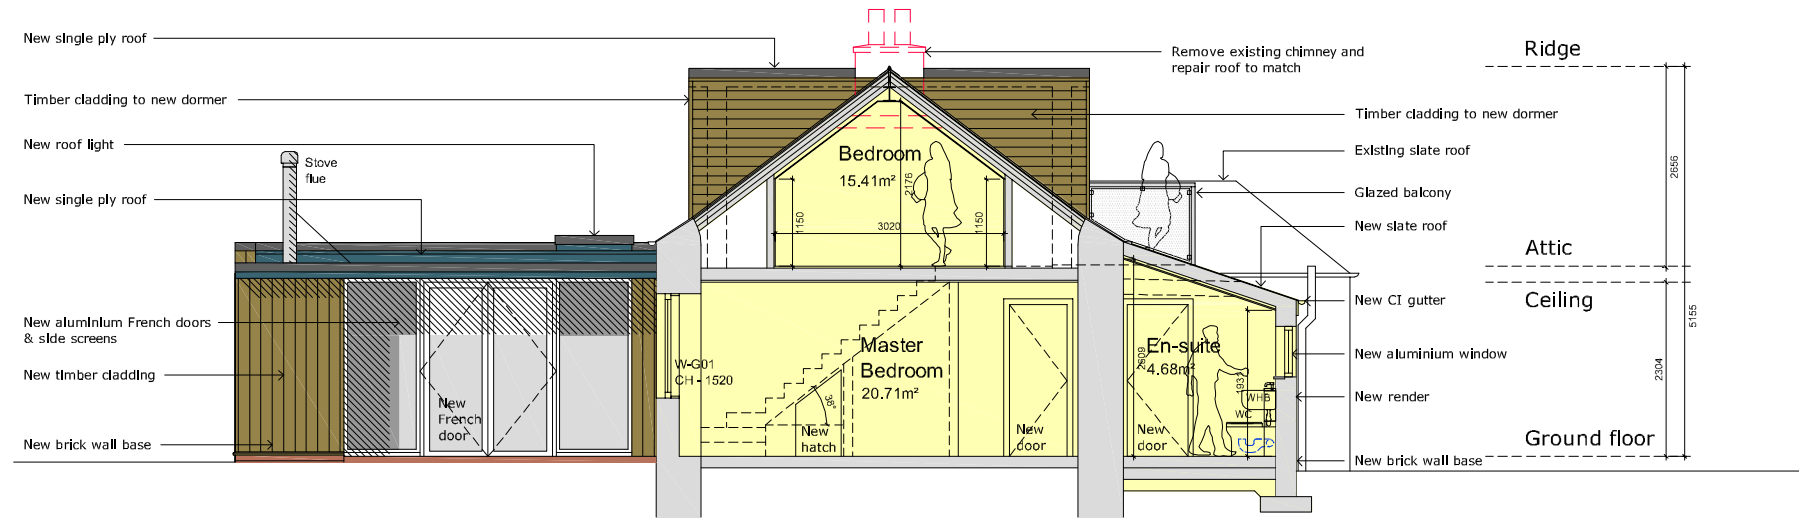 New single ply roof
Timber cladding to new dormer
New roof light
Stove
flue
New single ply roof
New aluminium French doors
& side screens
New timber cladding
New brick wall base
New
French
door
W-G01
CH - 1520
Bedroom
15.41m²
2176
1150
3020
1150
Master
Bedroom
20.71m²
38°
New
hatch
New
door
New
door
En-suite
4.68m²
2609
1937
WHB
WC
Remove existing chimney and
repair roof to match
Timber cladding to new dormer
Existing slate roof
Glazed balcony
New slate roof
New CI gutter
New aluminium window
New render
New brick wall base
Ridge
Attic
Ceiling
Ground floor
2656
2304
5155